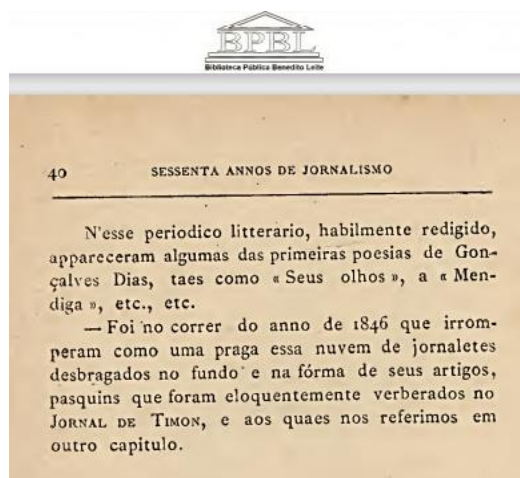 BPBL
Biblioteca Pública Benedito Leite
40 SESSENTA ANNOS DE JORNALISMO
N'esse periodico litterario, habilmente redigido,
appareceram algumas das primeiras poesias de Gon-
çalves Dias, taes como « Seus olhos », a « Men-
diga », etc., etc.
— Foi no correr do anno de 1846 que irrom-
peram como uma praga essa nuvem de jornaletes
desbragados no fundo e na fórma de seus artigos,
pasquins que foram eloquentemente verberados no
JORNAL DE TIMON, e aos quaes nos referimos em
outro capitulo.